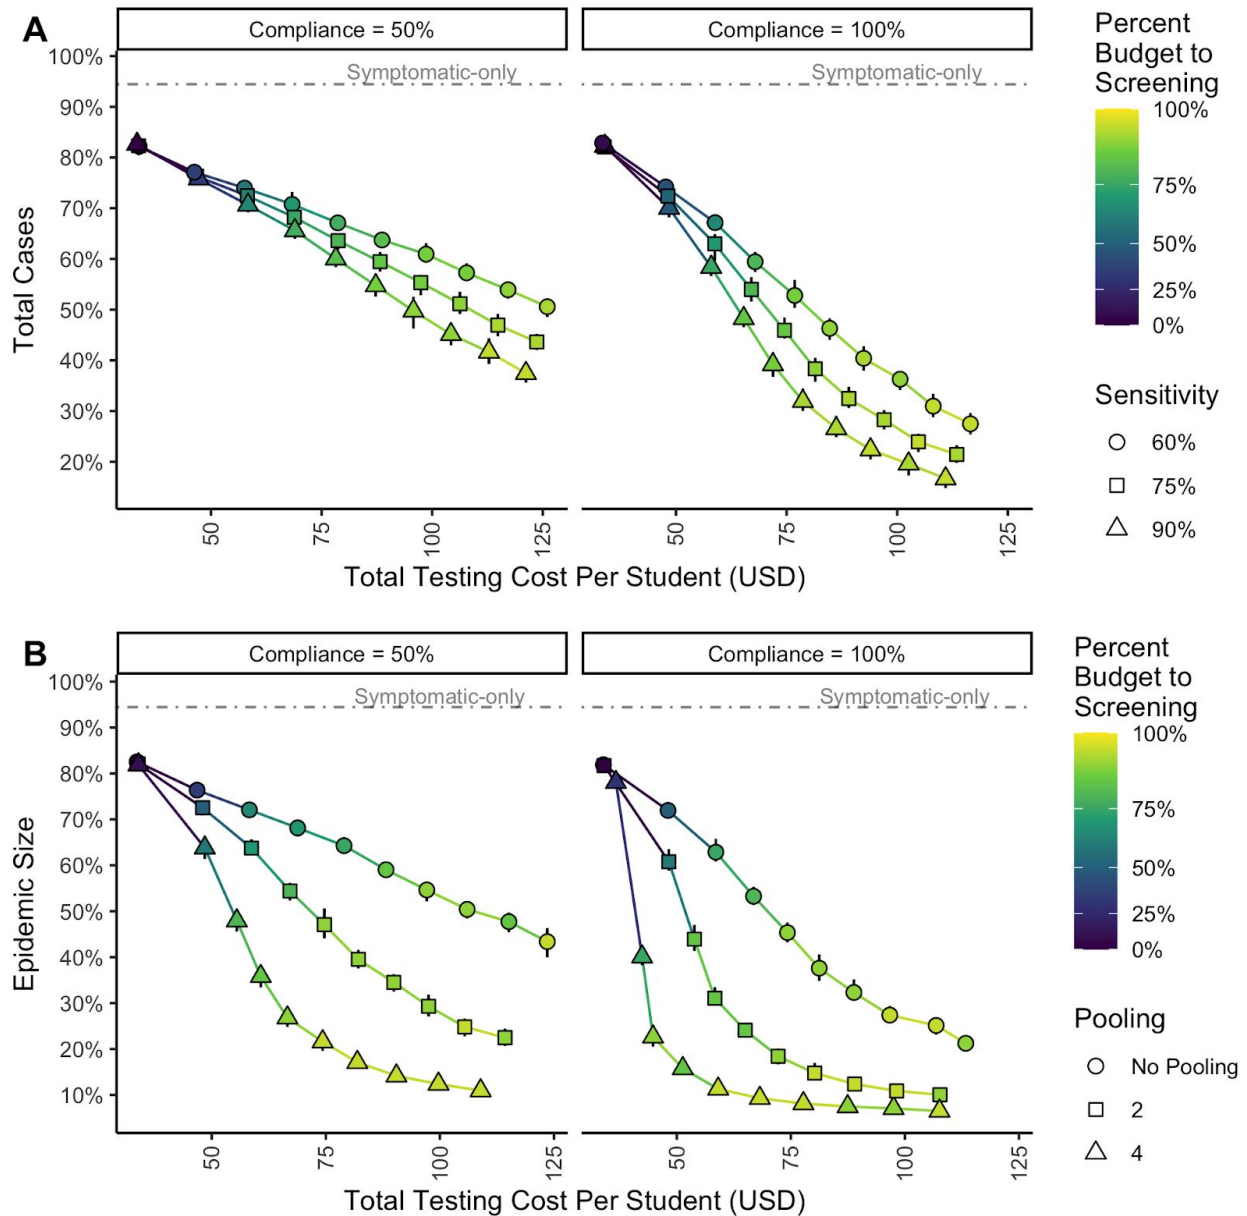 A
Compliance = 50%
Compliance = 100%
Symptomatic-only
Symptomatic-only
Total Cases
100%
90%
80%
70%
60%
50%
40%
30%
20%
50
75
100
125
50
75
100
125
Total Testing Cost Per Student (USD)
Percent
Budget to
Screening
100%
75%
50%
25%
0%
Sensitivity
60%
75%
90%
B
Compliance = 50%
Compliance = 100%
Symptomatic-only
Symptomatic-only
Epidemic Size
100%
90%
80%
70%
60%
50%
40%
30%
20%
10%
50
75
100
125
50
75
100
125
Total Testing Cost Per Student (USD)
Percent
Budget to
Screening
100%
75%
50%
25%
0%
Pooling
No Pooling
2
4